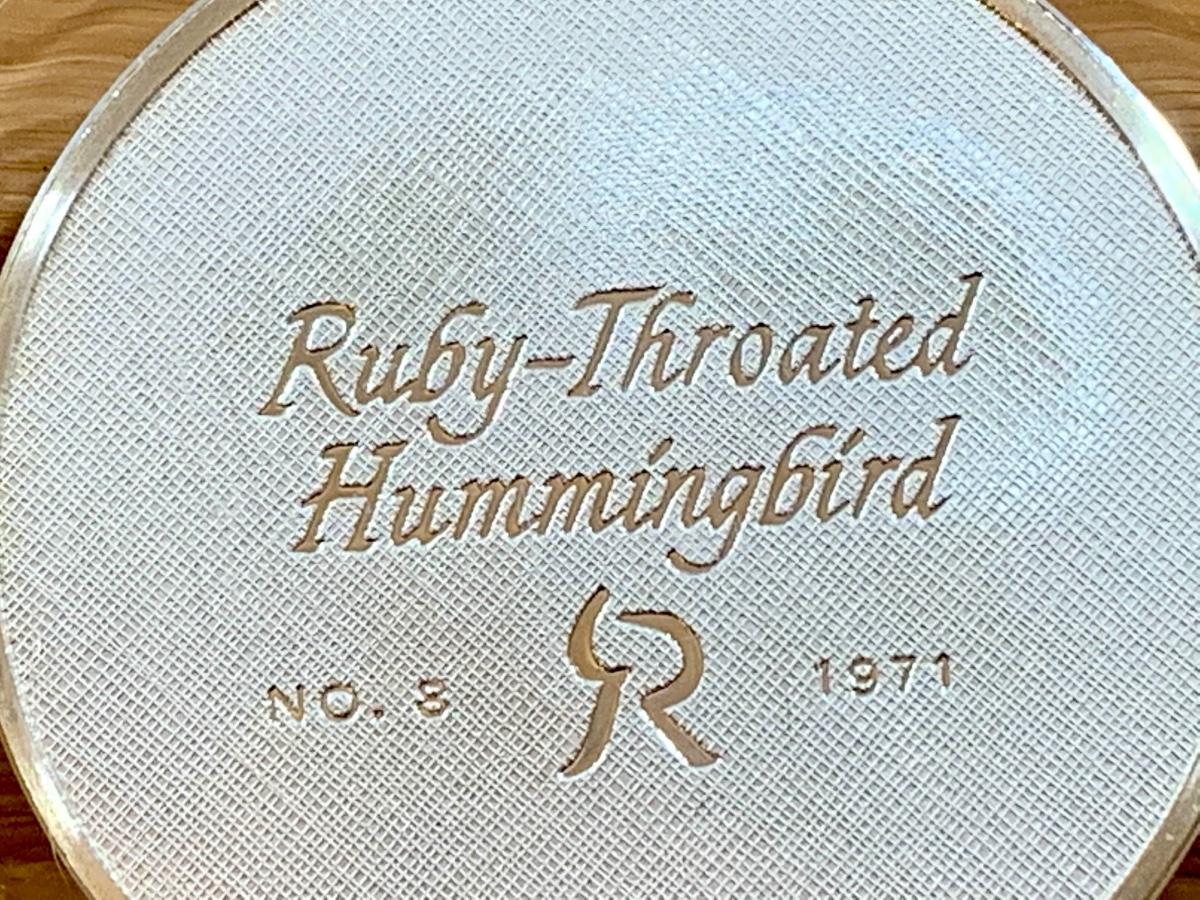 Ruby-Throated
Hummingbird
R
NO. 8 1971